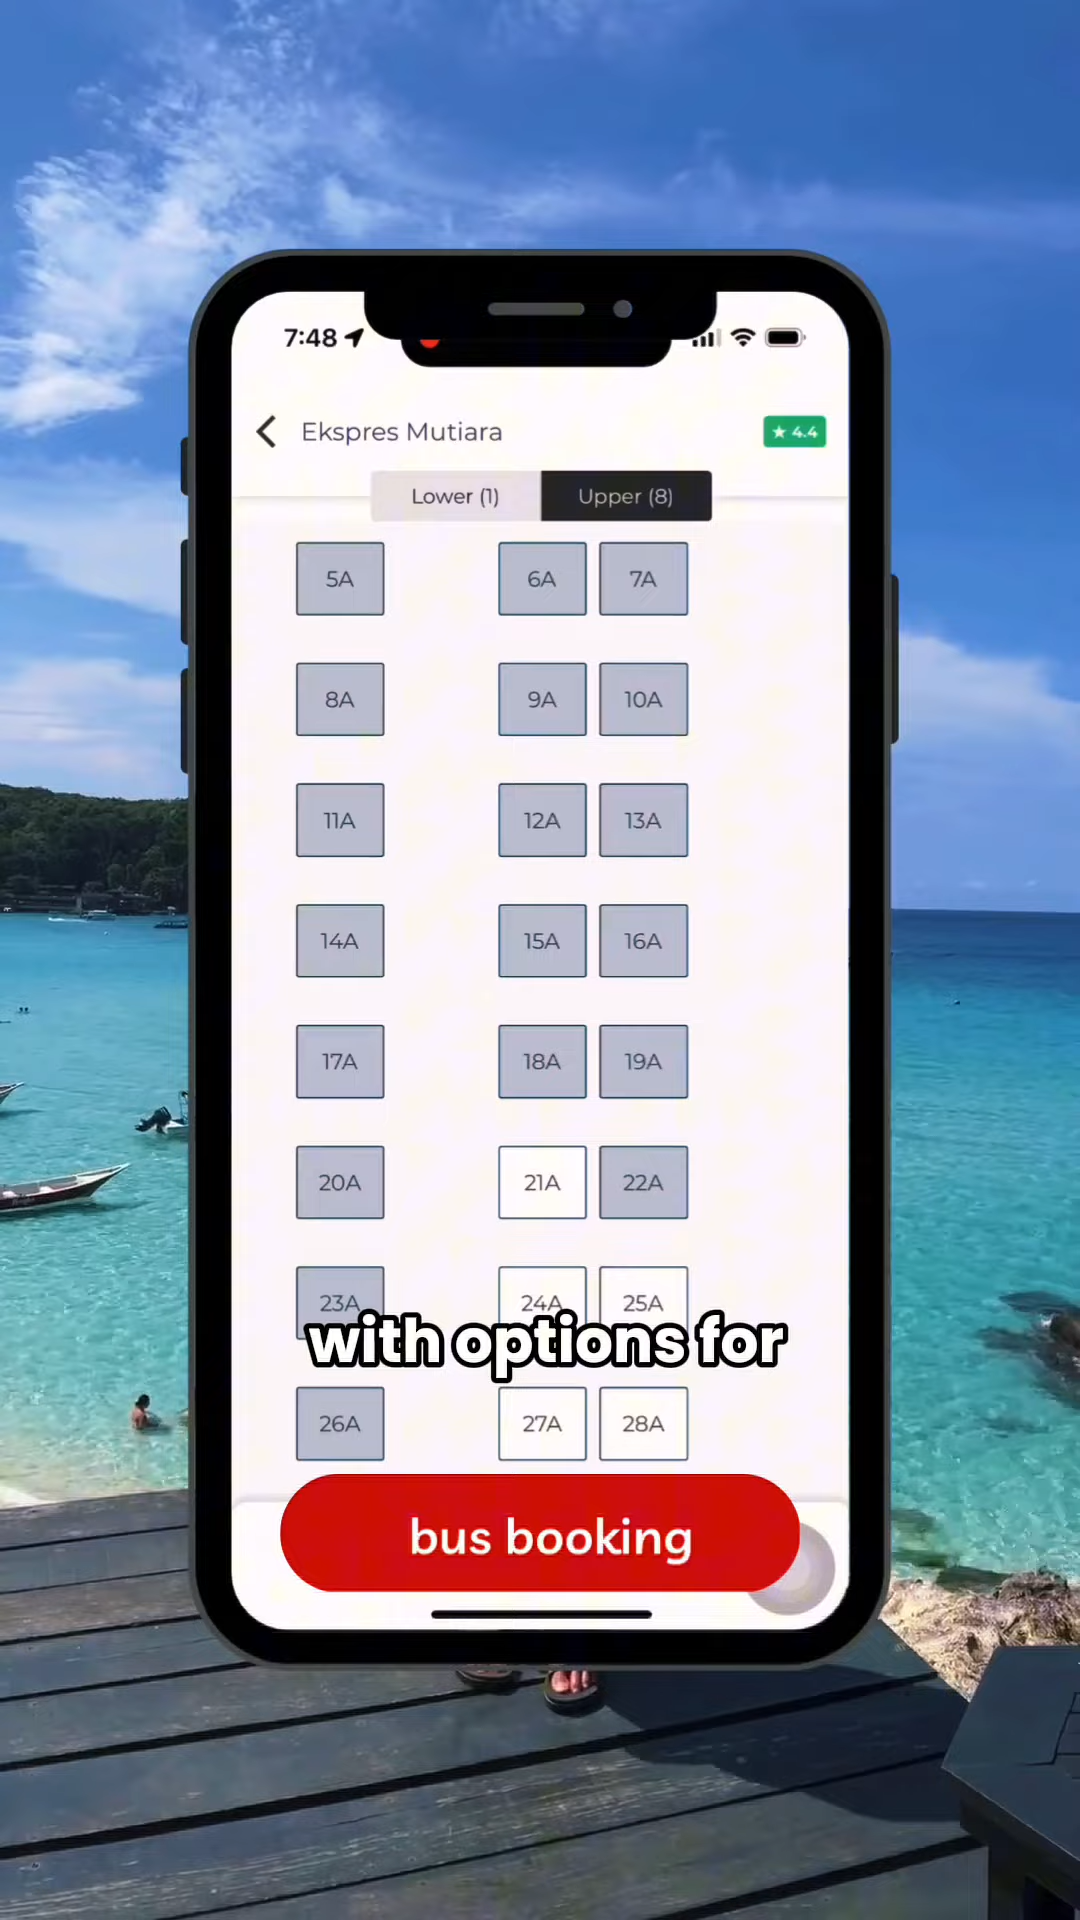 7:48
Ekspres Mutiara
★ 4.4
Lower (1) Upper (8)
5A 6A 7A
8A 9A 10A
11A 12A 13A
14A 15A 16A
17A 18A 19A
20A 21A 22A
23A 24A 25A
with options for
26A 27A 28A
bus booking